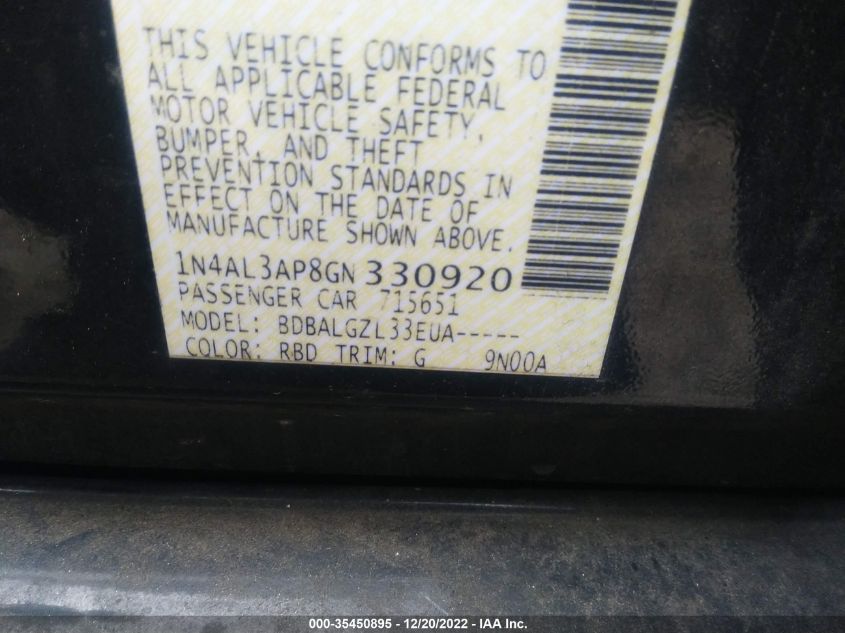 THIS VEHICLE CONFORMS TO
ALL APPLICABLE FEDERAL
MOTOR VEHICLE SAFETY,
BUMPER, AND THEFT
PREVENTION STANDARDS IN
EFFECT ON THE DATE OF
MANUFACTURE SHOWN ABOVE.
1N4AL3AP8GN 330920
PASSENGER CAR 715651
MODEL: BDBALGZL33EUA-----
COLOR: RBD TRIM: G 9N00A
000-35450895 - 12/20/2022 - IAA Inc.